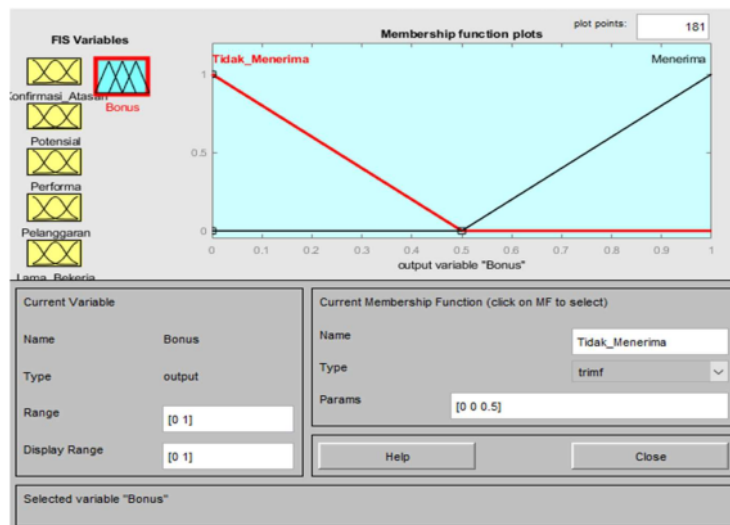 plot points: 181
FIS Variables
Membership function plots
Konfirmasi_Atasan
Bonus
Potensial
Performa
Pelanggaran
Lama_Bekerja
Tidak_Menerima
Menerima
1
0.5
0
0 0.1 0.2 0.3 0.4 0.5 0.6 0.7 0.8 0.9 1
output variable "Bonus"
Current Variable
Name Bonus
Type output
Range [0 1]
Display Range [0 1]
Current Membership Function (click on MF to select)
Name Tidak_Menerima
Type trimf
Params [0 0 0.5]
Help Close
Selected variable "Bonus"